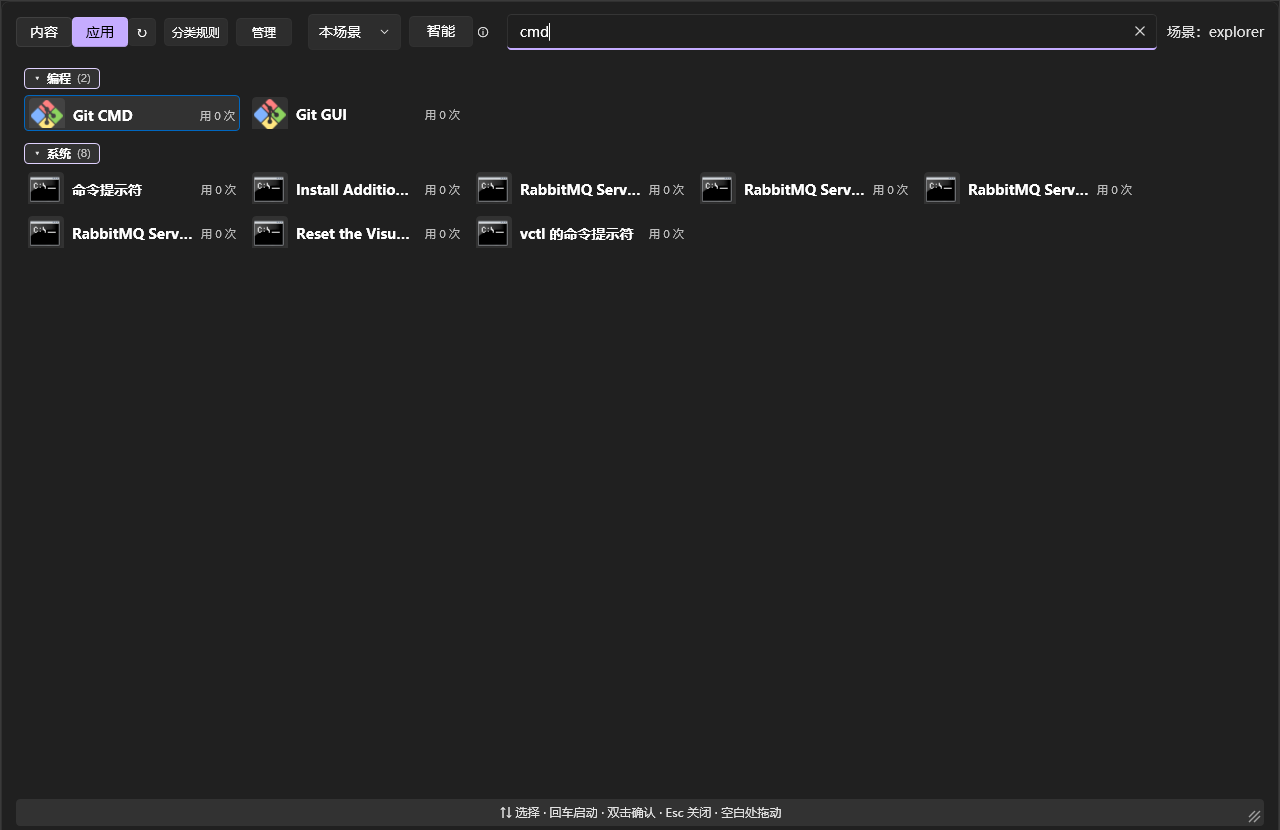 内容 应用 ↻ 分类规则 管理 本场景 智能 cmd 场景：explorer
编程 (2)
Git CMD 用 0 次 Git GUI 用 0 次
系统 (8)
命令提示符 用 0 次 Install Additio... 用 0 次 RabbitMQ Serv... 用 0 次 RabbitMQ Serv... 用 0 次 RabbitMQ Serv... 用 0 次
RabbitMQ Serv... 用 0 次 Reset the Visu... 用 0 次 vctl 的命令提示符 用 0 次
↑↓ 选择 · 回车启动 · 双击确认 · Esc 关闭 · 空白处拖动